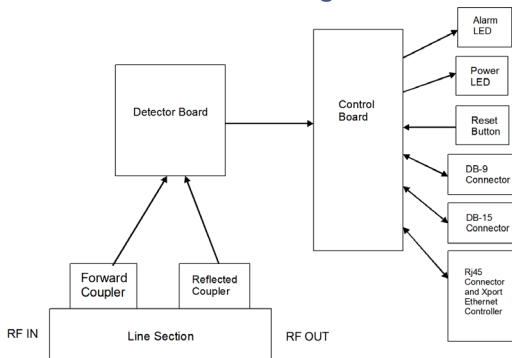 Alarm
LED
Power
LED
Detector Board
Control
Board
Reset
Button
DB-9
Connector
DB-15
Connector
Forward
Coupler
Reflected
Coupler
Rj45
Connector
and Xport
Ethernet
Controller
RF IN
Line Section
RF OUT